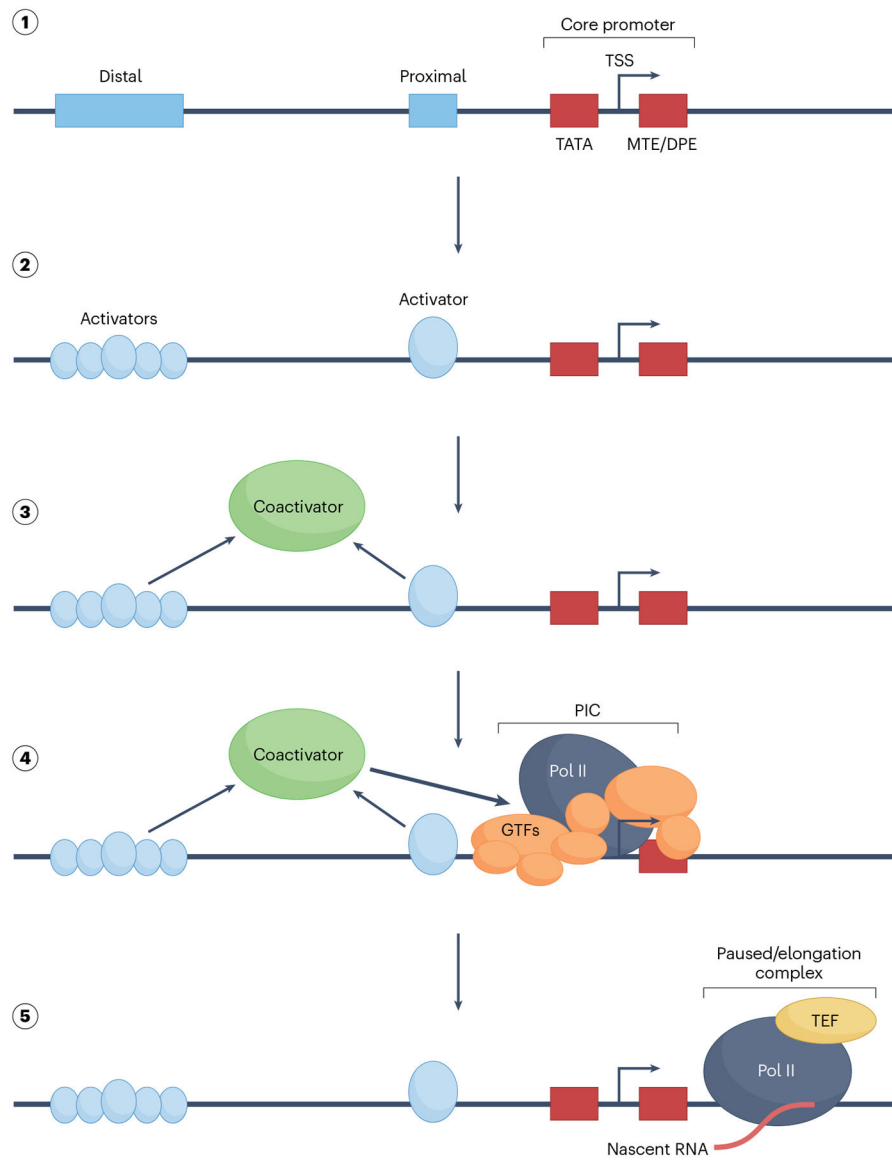 1
Core promoter
Distal
Proximal
TSS
TATA
MTE/DPE
2
Activators
Activator
3
Coactivator
4
Coactivator
PIC
Pol II
GTFs
5
Paused/elongation
complex
TEF
Pol II
Nascent RNA